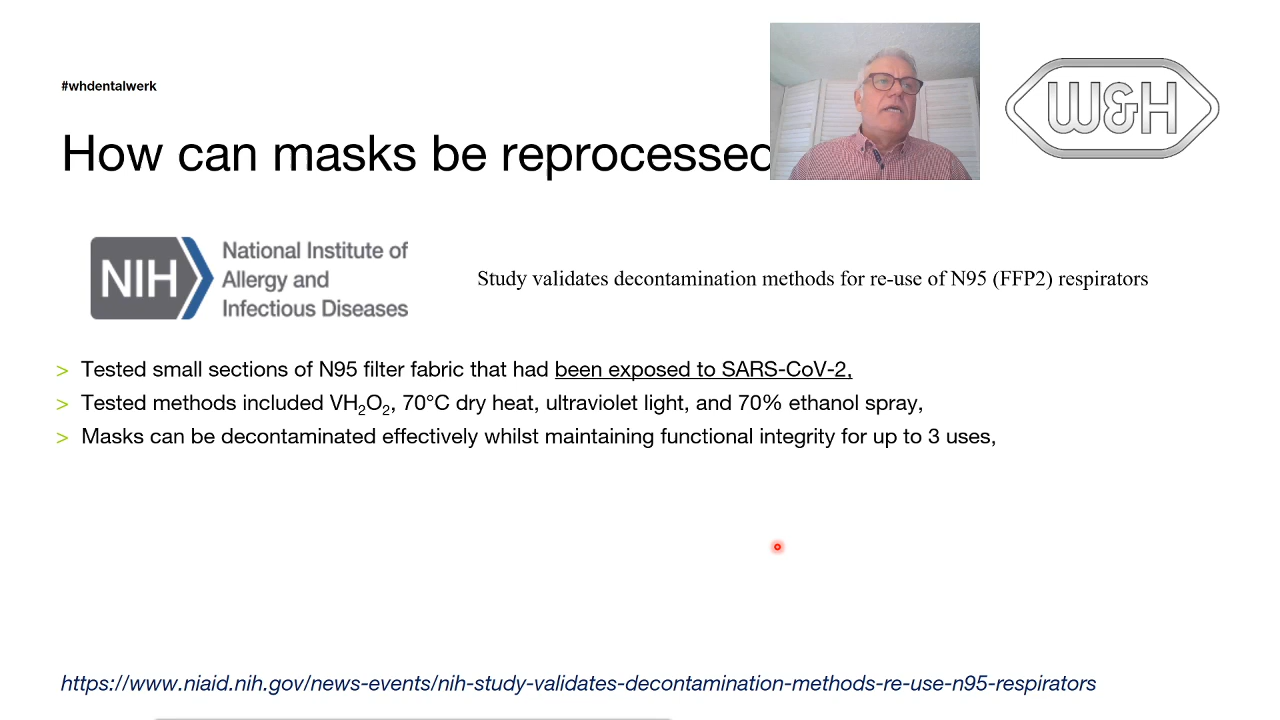 #whdentalwerk
W&H
How can masks be reprocessed
NIH
National Institute of
Allergy and
Infectious Diseases
Study validates decontamination methods for re-use of N95 (FFP2) respirators
> Tested small sections of N95 filter fabric that had been exposed to SARS-CoV-2,
> Tested methods included VH₂O₂, 70°C dry heat, ultraviolet light, and 70% ethanol spray,
> Masks can be decontaminated effectively whilst maintaining functional integrity for up to 3 uses,
https://www.niaid.nih.gov/news-events/nih-study-validates-decontamination-methods-re-use-n95-respirators